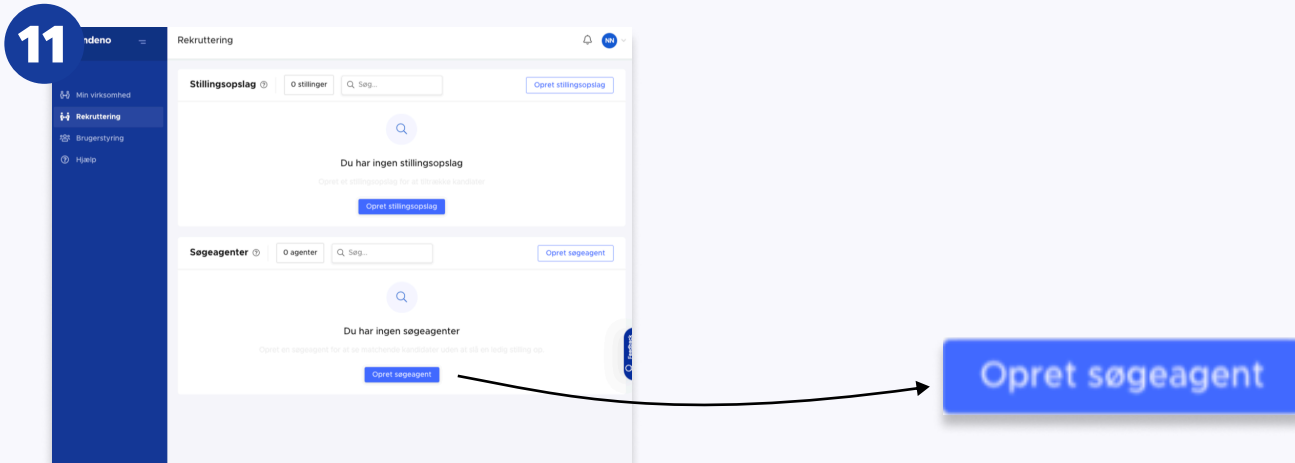 11
ndeno
Rekruttering
NN
Min virksomhed
Rekruttering
Brugerstyring
Hjælp
Stillingsopslag
0 stillinger
Søg...
Opret stillingsopslag
Du har ingen stillingsopslag
Opret stillingsopslag
Søgeagenter
0 agenter
Søg...
Opret søgeagent
Du har ingen søgeagenter
Opret søgeagent
Feedback
Opret søgeagent